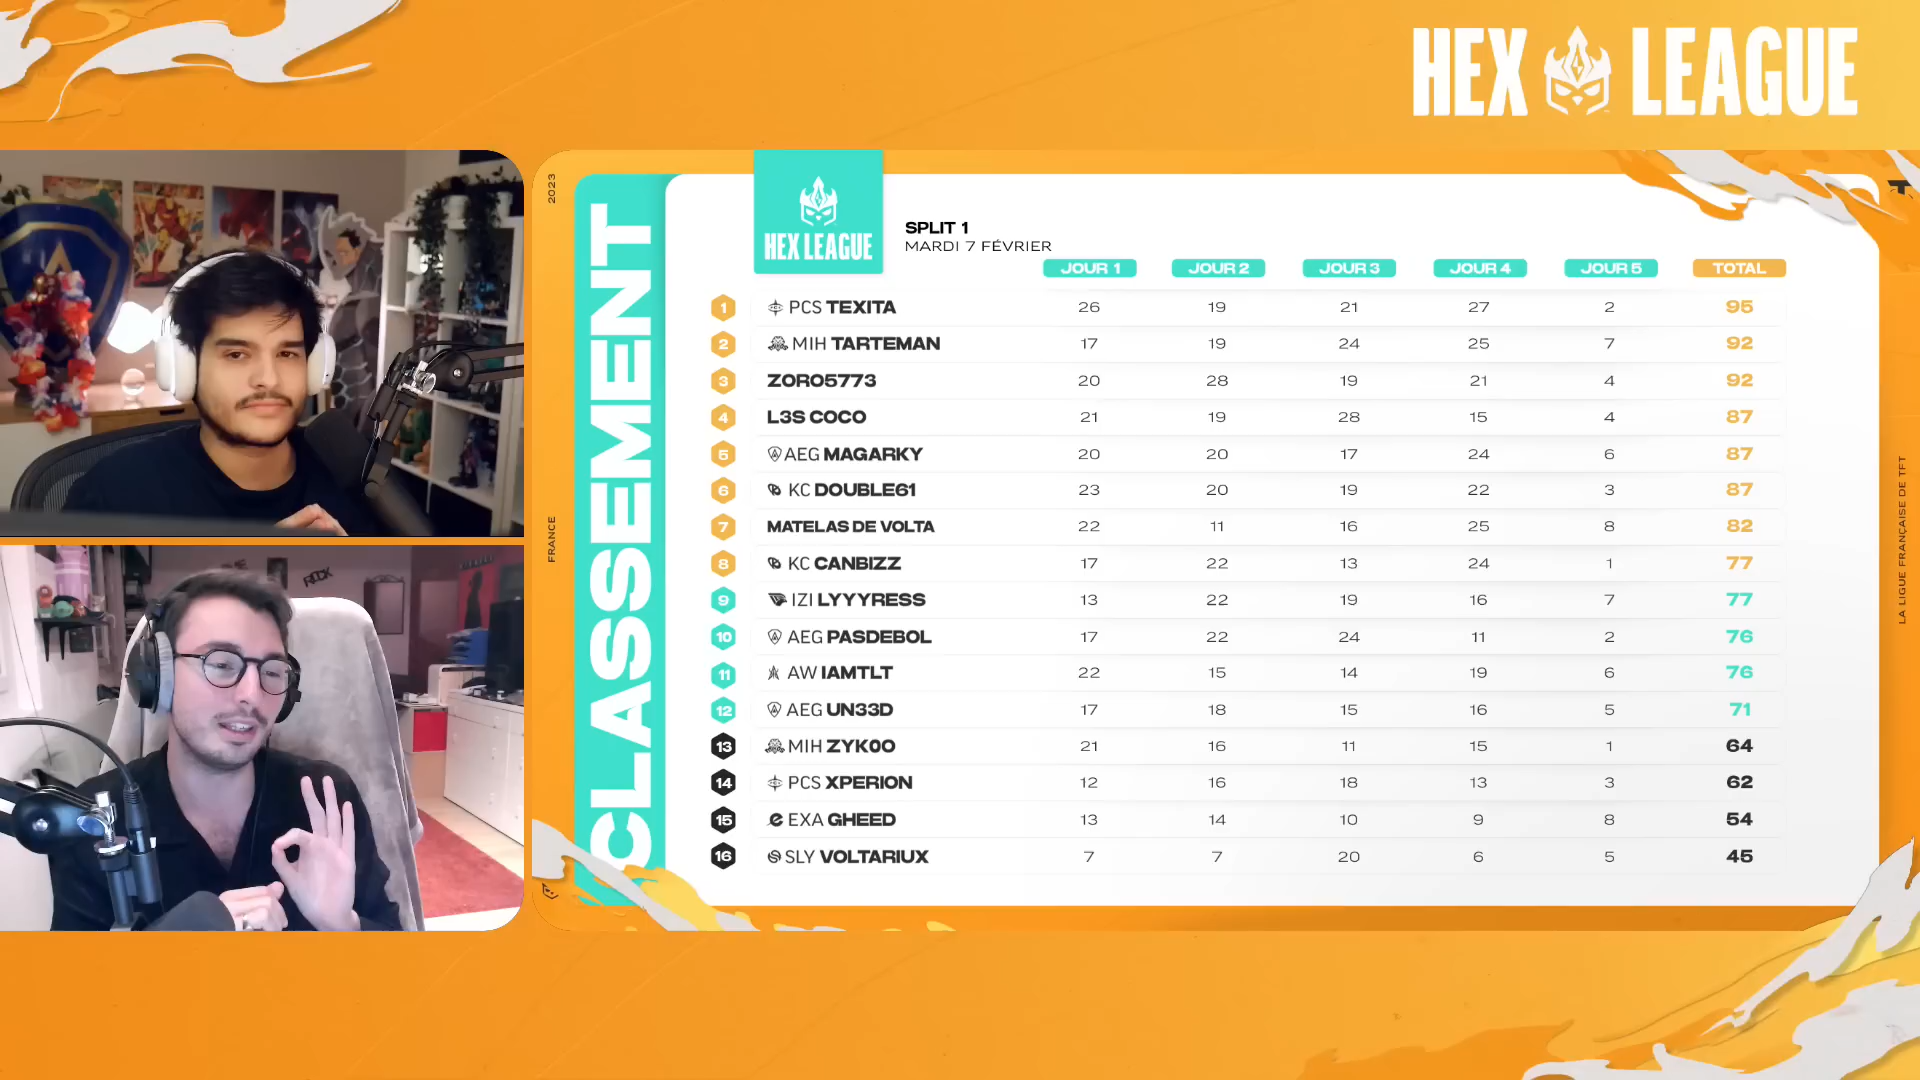 HEX LEAGUE
2023
FRANCE
CLASSEMENT
HEX LEAGUE
SPLIT 1
MARDI 7 FÉVRIER
JOUR 1 JOUR 2 JOUR 3 JOUR 4 JOUR 5 TOTAL
1 PCS TEXITA 26 19 21 27 2 95
2 MIH TARTEMAN 17 19 24 25 7 92
3 ZORO5773 20 28 19 21 4 92
4 L3S COCO 21 19 28 15 4 87
5 AEG MAGARKY 20 20 17 24 6 87
6 KC DOUBLE61 23 20 19 22 3 87
7 MATELAS DE VOLTA 22 11 16 25 8 82
8 KC CANBIZZ 17 22 13 24 1 77
9 IZI LYYYRESS 13 22 19 16 7 77
10 AEG PASDEBOL 17 22 24 11 2 76
11 AW IAMTLT 22 15 14 19 6 76
12 AEG UN33D 17 18 15 16 5 71
13 MIH ZYK0O 21 16 11 15 1 64
14 PCS XPERION 12 16 18 13 3 62
15 EXA GHEED 13 14 10 9 8 54
16 SLY VOLTARIUX 7 7 20 6 5 45
LA LIGUE FRANÇAISE DE TFT
ROCK